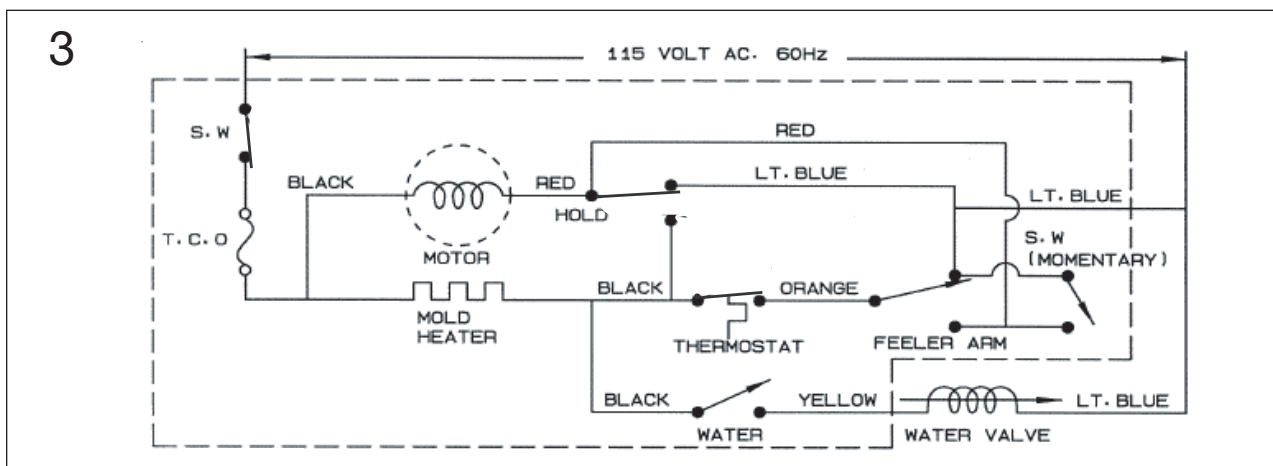 3
115 VOLT AC. 60Hz
S.W
RED
BLACK
RED
LT. BLUE
LT. BLUE
HOLD
T.C.O
S.W
(MOMENTARY)
MOTOR
BLACK
ORANGE
MOLD
HEATER
THERMOSTAT
FEELER ARM
BLACK
YELLOW
LT. BLUE
WATER
WATER VALVE